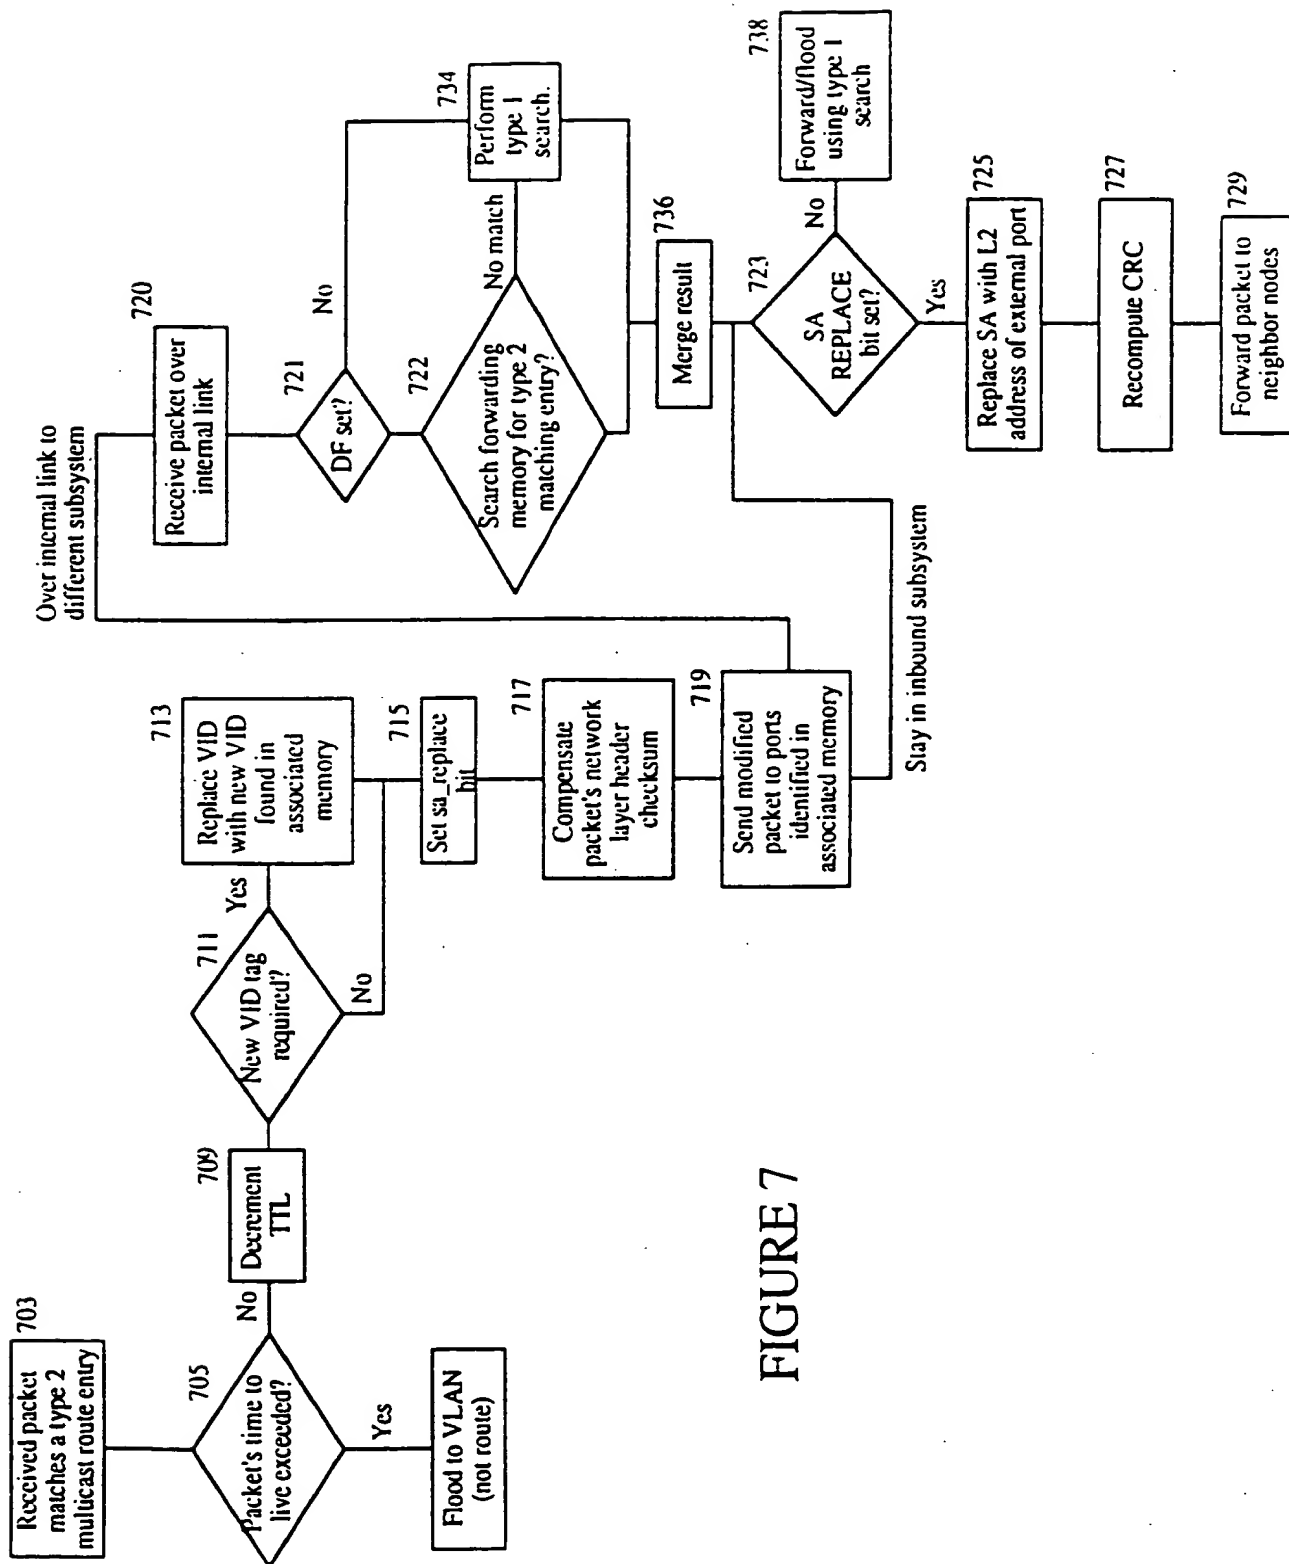 703
Received packet
matches a type 2
multicast route entry
705
Packet's time to
live exceeded?
Yes
Flood to VLAN
(not route)
No
709
Decrement
TTL
711
New VID tag
required?
Yes
No
713
Replace VID
with new VID
found in
associated
memory
715
Set sa_replace
bit
717
Compensate
packet's network
layer header
checksum
719
Send modified
packet to ports
identified in
associated memory
Over internal link to
different subsystem
Stay in inbound subsystem
720
Receive packet over
internal link
721
DF set?
No
722
Search forwarding
memory for type 2
matching entry?
No match
734
Perform
type 1
search.
736
Merge result
723
SA
REPLACE
bit set?
No
738
Forward/flood
using type 1
search
Yes
725
Replace SA with L2
address of external port
727
Recompute CRC
729
Forward packet to
neighbor nodes
FIGURE 7